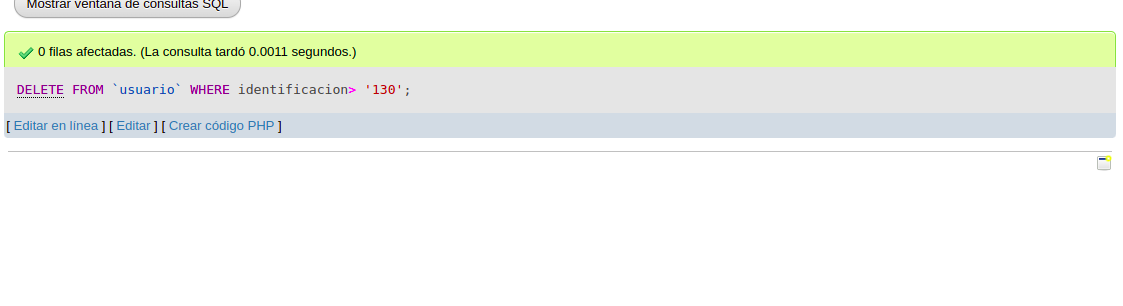 Mostrar ventana de consultas SQL
0 filas afectadas. (La consulta tardó 0.0011 segundos.)
DELETE FROM `usuario` WHERE identificacion> '130';
[ Editar en línea ] [ Editar ] [ Crear código PHP ]